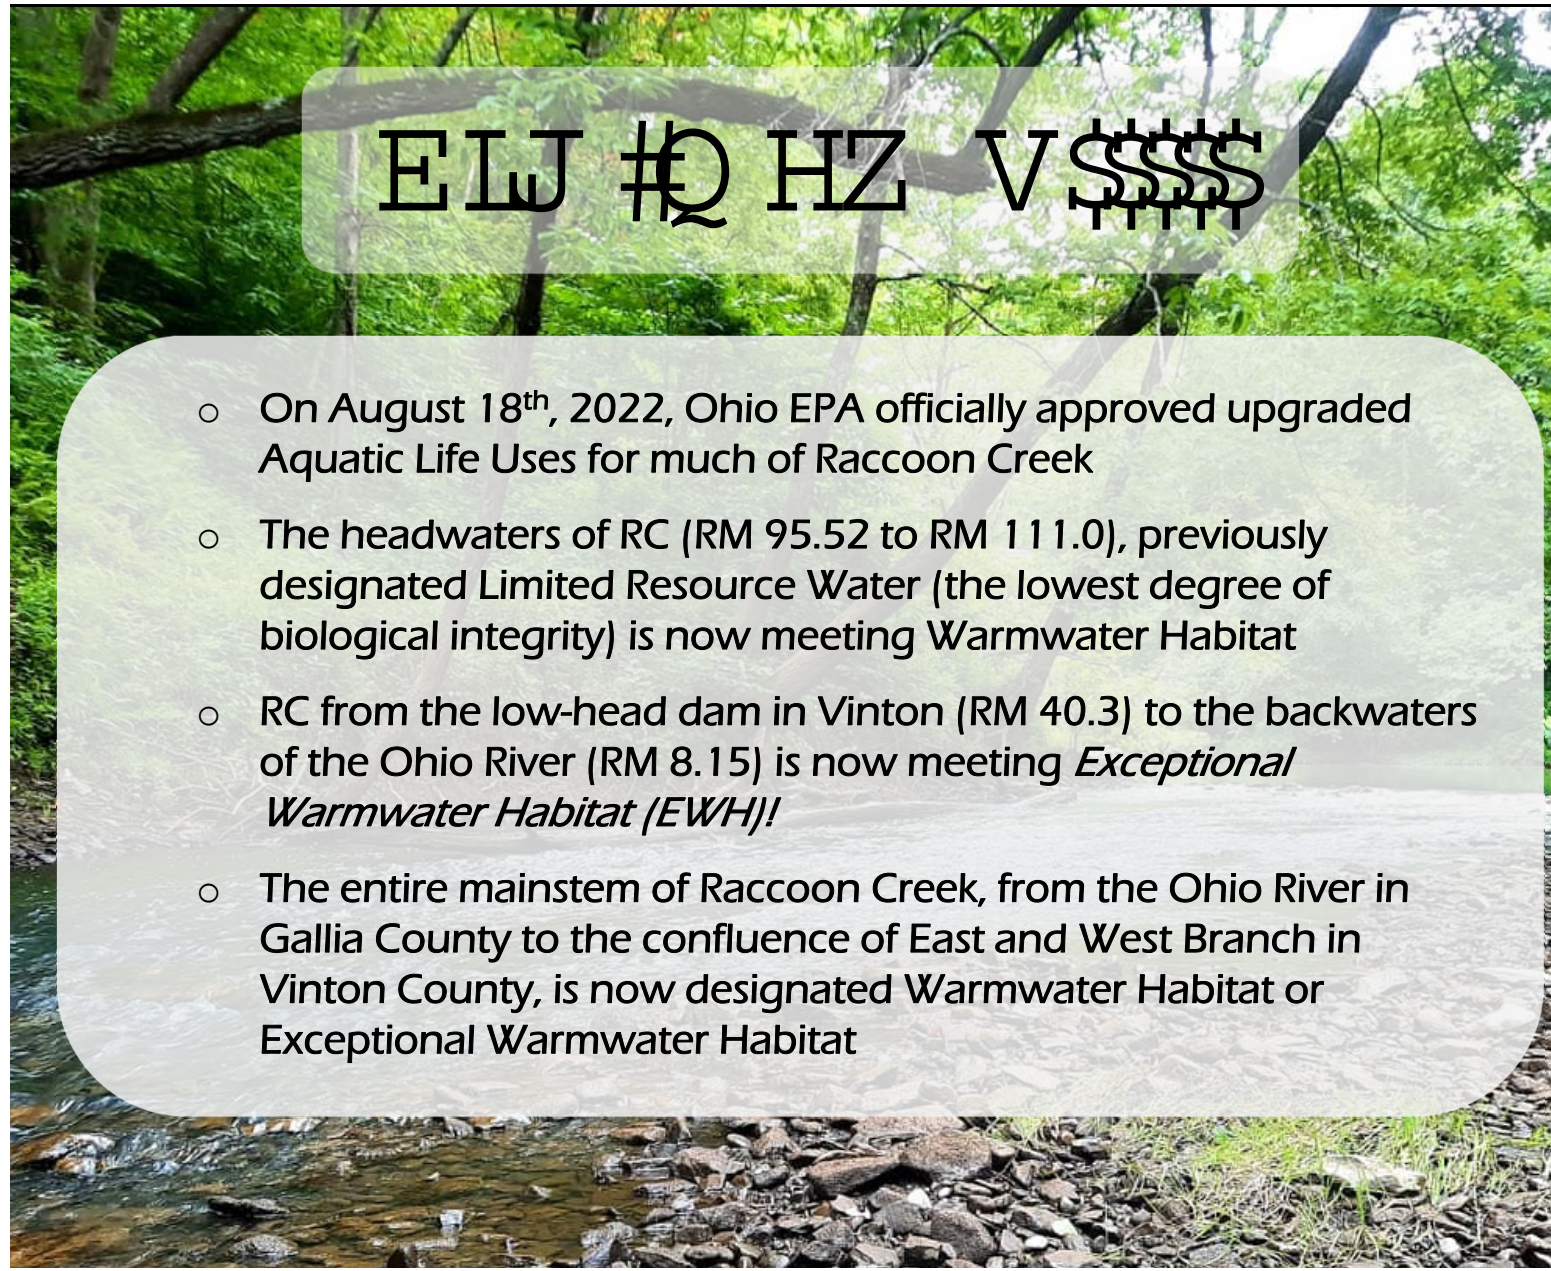 ELJ #Q HZ V$$$$$
○ On August 18th, 2022, Ohio EPA officially approved upgraded
Aquatic Life Uses for much of Raccoon Creek
○ The headwaters of RC (RM 95.52 to RM 111.0), previously
designated Limited Resource Water (the lowest degree of
biological integrity) is now meeting Warmwater Habitat
○ RC from the low-head dam in Vinton (RM 40.3) to the backwaters
of the Ohio River (RM 8.15) is now meeting Exceptional
Warmwater Habitat (EWH)!
○ The entire mainstem of Raccoon Creek, from the Ohio River in
Gallia County to the confluence of East and West Branch in
Vinton County, is now designated Warmwater Habitat or
Exceptional Warmwater Habitat